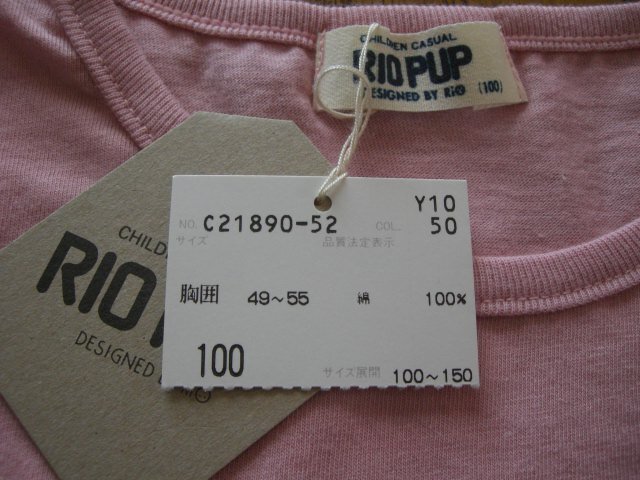 CHILDREN CASUAL
RIO PUP
DESIGNED BY RiO (100)
Y10
NO. C21890-52 COL. 50
サイズ 品質法定表示
胸囲 49~55 綿 100%
100 サイズ展開 100~150
CHILDRE
RIO P
DESIGNED